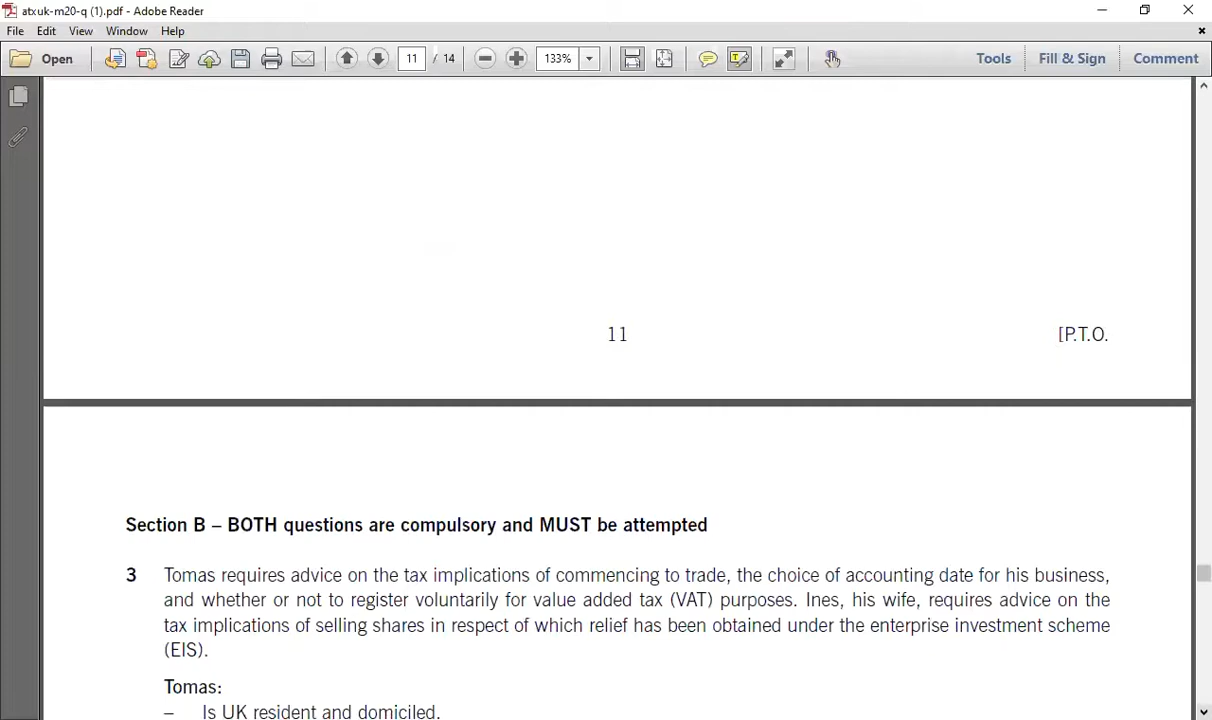 atxuk-m20-q (1).pdf - Adobe Reader
File Edit View Window Help
Open 11 / 14 133% Tools Fill & Sign Comment
11 [P.T.O.
Section B – BOTH questions are compulsory and MUST be attempted
3 Tomas requires advice on the tax implications of commencing to trade, the choice of accounting date for his business,
and whether or not to register voluntarily for value added tax (VAT) purposes. Ines, his wife, requires advice on the
tax implications of selling shares in respect of which relief has been obtained under the enterprise investment scheme
(EIS).
Tomas:
– Is UK resident and domiciled.